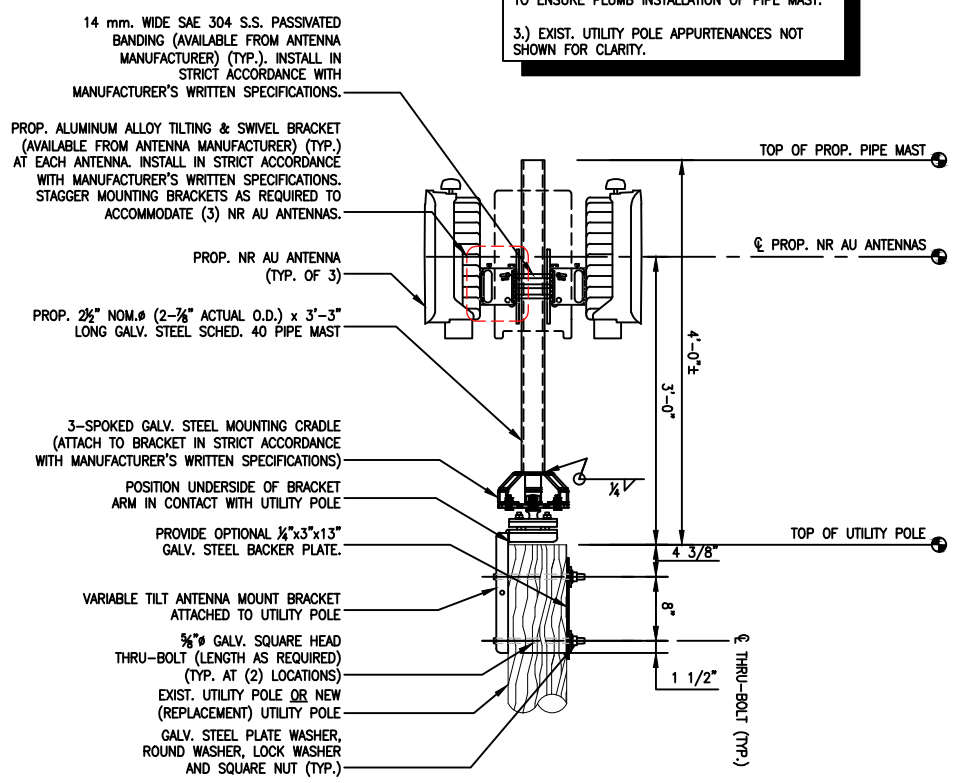 TO ENSURE PLUMB INSTALLATION OF PIPE MAST.
3.) EXIST. UTILITY POLE APPURTENANCES NOT
SHOWN FOR CLARITY.
14 mm. WIDE SAE 304 S.S. PASSIVATED
BANDING (AVAILABLE FROM ANTENNA
MANUFACTURER) (TYP.). INSTALL IN
STRICT ACCORDANCE WITH
MANUFACTURER'S WRITTEN SPECIFICATIONS.
PROP. ALUMINUM ALLOY TILTING & SWIVEL BRACKET
(AVAILABLE FROM ANTENNA MANUFACTURER) (TYP.)
AT EACH ANTENNA. INSTALL IN STRICT ACCORDANCE
WITH MANUFACTURER'S WRITTEN SPECIFICATIONS.
STAGGER MOUNTING BRACKETS AS REQUIRED TO
ACCOMMODATE (3) NR AU ANTENNAS.
PROP. NR AU ANTENNA
(TYP. OF 3)
PROP. 2½" NOM.ø (2-⅞" ACTUAL O.D.) x 3'-3"
LONG GALV. STEEL SCHED. 40 PIPE MAST
3-SPOKED GALV. STEEL MOUNTING CRADLE
(ATTACH TO BRACKET IN STRICT ACCORDANCE
WITH MANUFACTURER'S WRITTEN SPECIFICATIONS)
POSITION UNDERSIDE OF BRACKET
ARM IN CONTACT WITH UTILITY POLE
PROVIDE OPTIONAL ¼"x3"x13"
GALV. STEEL BACKER PLATE.
VARIABLE TILT ANTENNA MOUNT BRACKET
ATTACHED TO UTILITY POLE
⅝"ø GALV. SQUARE HEAD
THRU-BOLT (LENGTH AS REQUIRED)
(TYP. AT (2) LOCATIONS)
EXIST. UTILITY POLE OR NEW
(REPLACEMENT) UTILITY POLE
GALV. STEEL PLATE WASHER,
ROUND WASHER, LOCK WASHER
AND SQUARE NUT (TYP.)
TOP OF PROP. PIPE MAST
℄ PROP. NR AU ANTENNAS
4'-0"±
3'-0"
¼
TOP OF UTILITY POLE
4 3/8"
8"
1 1/2"
℄ THRU-BOLT (TYP.)